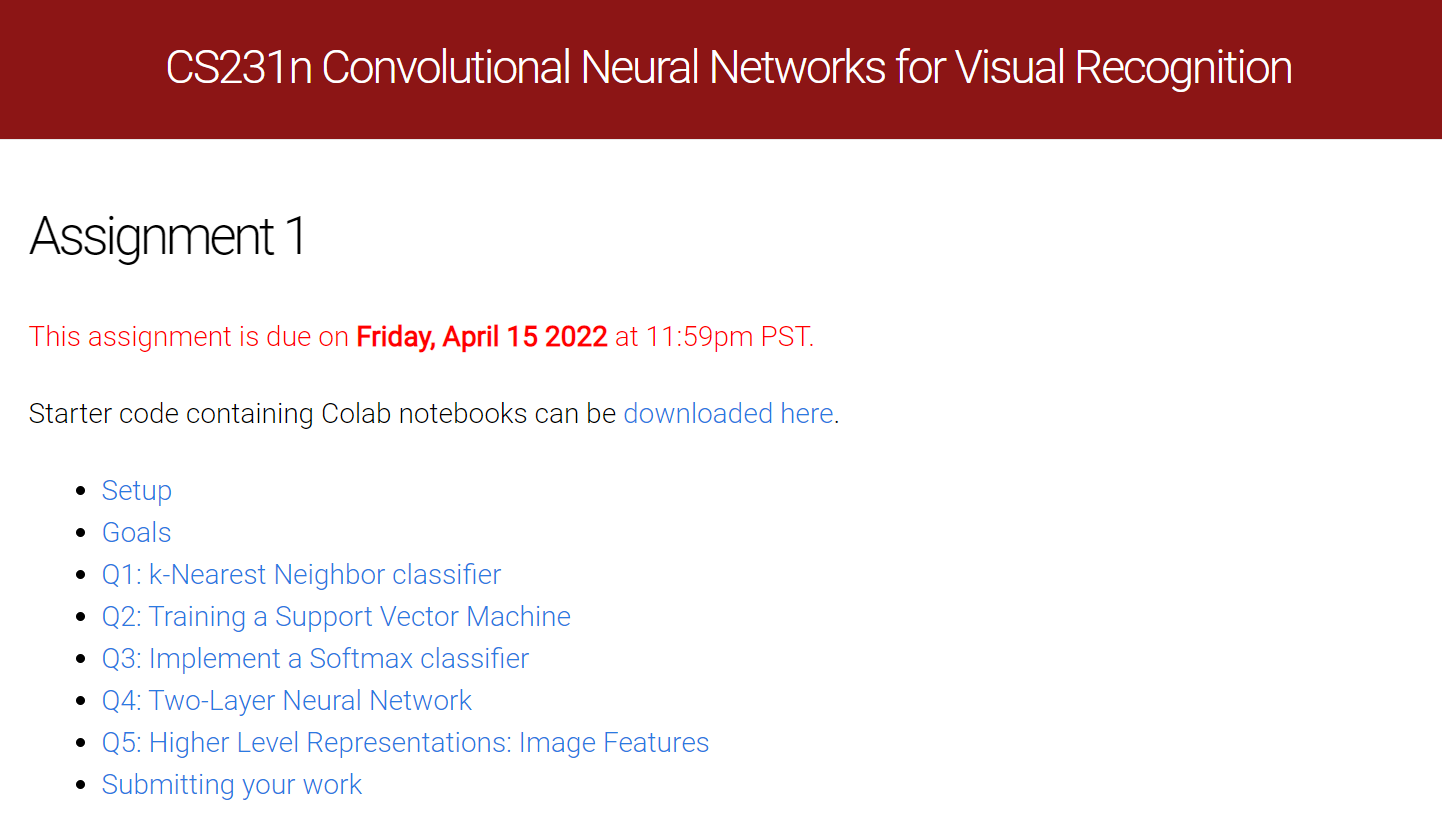 CS231n Convolutional Neural Networks for Visual Recognition
Assignment 1
This assignment is due on Friday, April 15 2022 at 11:59pm PST.
Starter code containing Colab notebooks can be downloaded here.
Setup
Goals
Q1: k-Nearest Neighbor classifier
Q2: Training a Support Vector Machine
Q3: Implement a Softmax classifier
Q4: Two-Layer Neural Network
Q5: Higher Level Representations: Image Features
Submitting your work